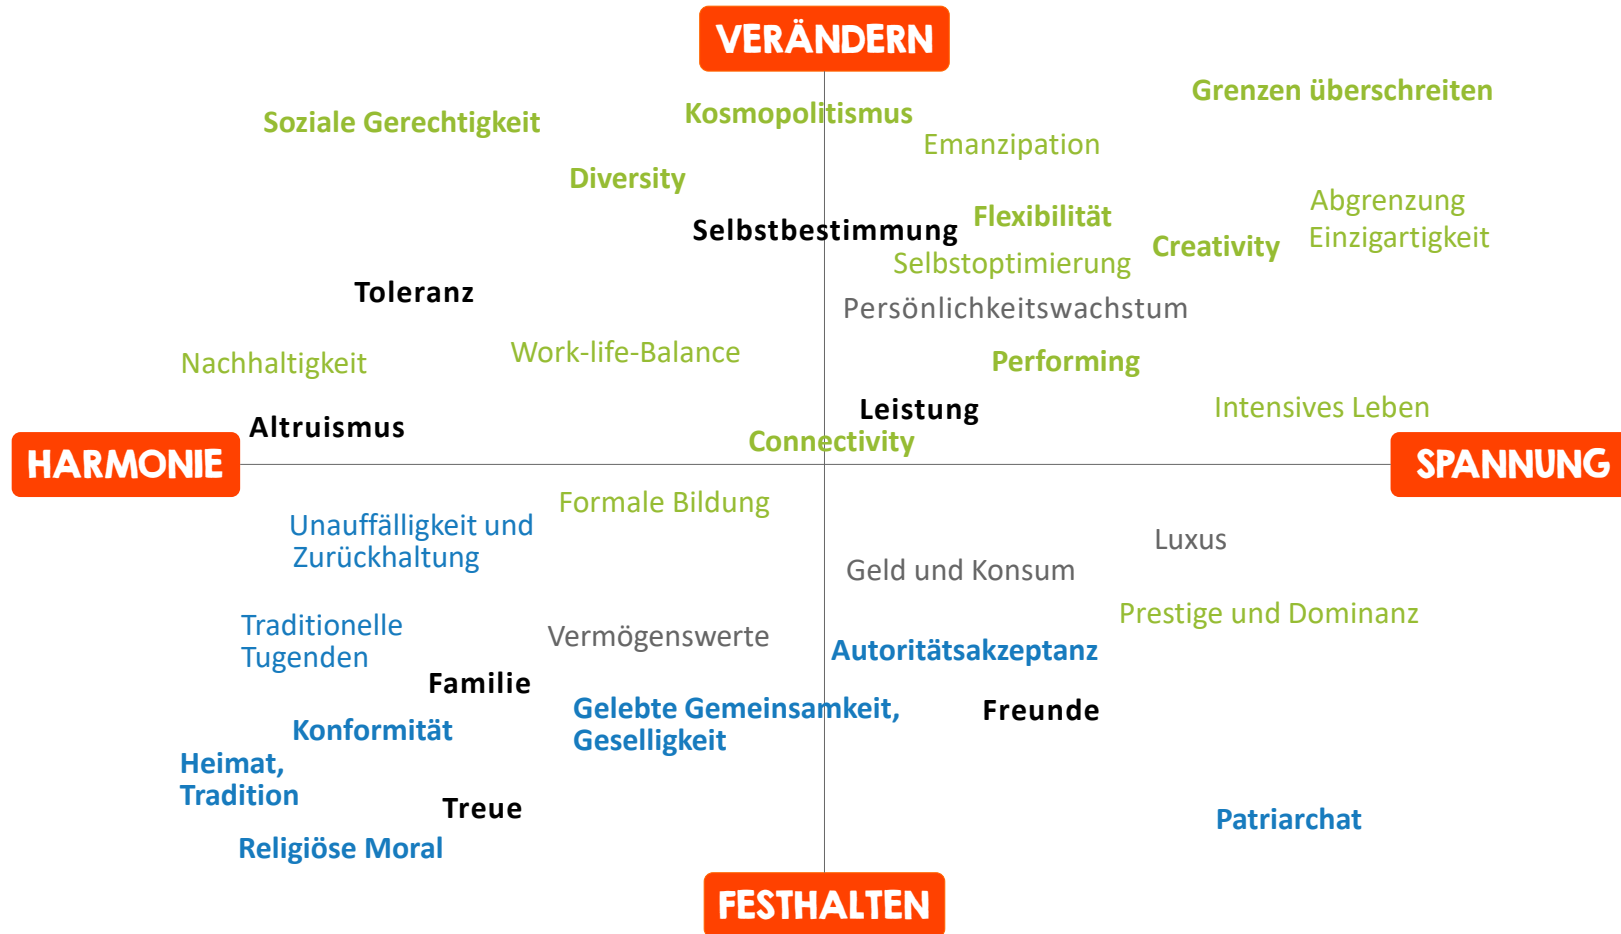 VERÄNDERN
Grenzen überschreiten
Kosmopolitismus
Soziale Gerechtigkeit
Emanzipation
Diversity
Abgrenzung
Einzigartigkeit
Flexibilität
Selbstbestimmung
Creativity
Selbstoptimierung
Toleranz
Persönlichkeitswachstum
Work-life-Balance
Nachhaltigkeit
Performing
Leistung
Intensives Leben
Altruismus
Connectivity
HARMONIE
SPANNUNG
Formale Bildung
Unauffälligkeit und
Zurückhaltung
Luxus
Geld und Konsum
Prestige und Dominanz
Traditionelle
Tugenden
Vermögenswerte
Autoritätsakzeptanz
Familie
Gelebte Gemeinsamkeit,
Geselligkeit
Freunde
Konformität
Heimat,
Tradition
Treue
Patriarchat
Religiöse Moral
FESTHALTEN